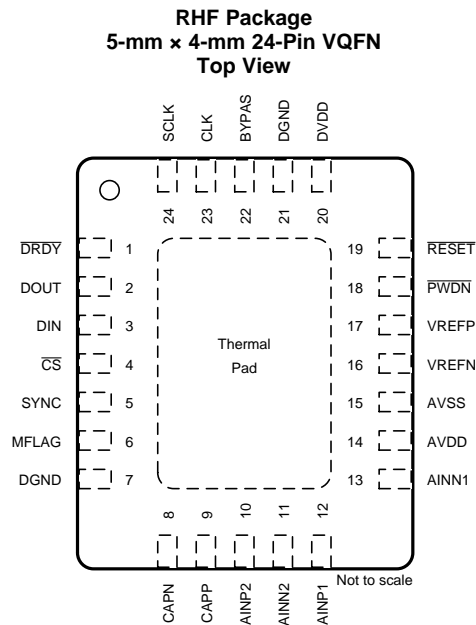 RHF Package
5-mm × 4-mm 24-Pin VQFN
Top View
SCLK
CLK
BYPAS
DGND
DVDD
24
23
22
21
20
DRDY 1
DOUT 2
DIN 3
CS 4
SYNC 5
MFLAG 6
DGND 7
Thermal
Pad
19 RESET
18 PWDN
17 VREFP
16 VREFN
15 AVSS
14 AVDD
13 AINN1
8
9
10
11
12
CAPN
CAPP
AINP2
AINN2
AINP1
Not to scale